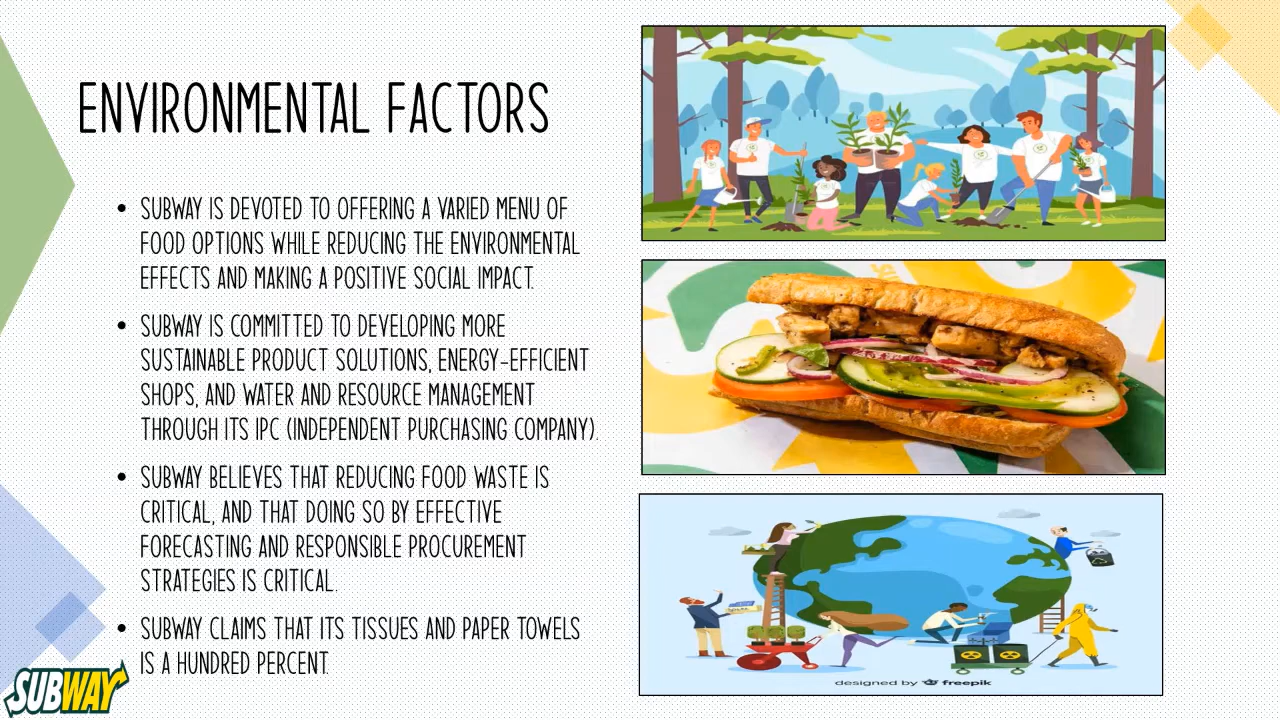 ENVIRONMENTAL FACTORS
• SUBWAY IS DEVOTED TO OFFERING A VARIED MENU OF
FOOD OPTIONS WHILE REDUCING THE ENVIRONMENTAL
EFFECTS AND MAKING A POSITIVE SOCIAL IMPACT.
• SUBWAY IS COMMITTED TO DEVELOPING MORE
SUSTAINABLE PRODUCT SOLUTIONS, ENERGY-EFFICIENT
SHOPS, AND WATER AND RESOURCE MANAGEMENT
THROUGH ITS IPC (INDEPENDENT PURCHASING COMPANY).
• SUBWAY BELIEVES THAT REDUCING FOOD WASTE IS
CRITICAL, AND THAT DOING SO BY EFFECTIVE
FORECASTING AND RESPONSIBLE PROCUREMENT
STRATEGIES IS CRITICAL.
• SUBWAY CLAIMS THAT ITS TISSUES AND PAPER TOWELS
IS A HUNDRED PERCENT.
SUBWAY
designed by freepik